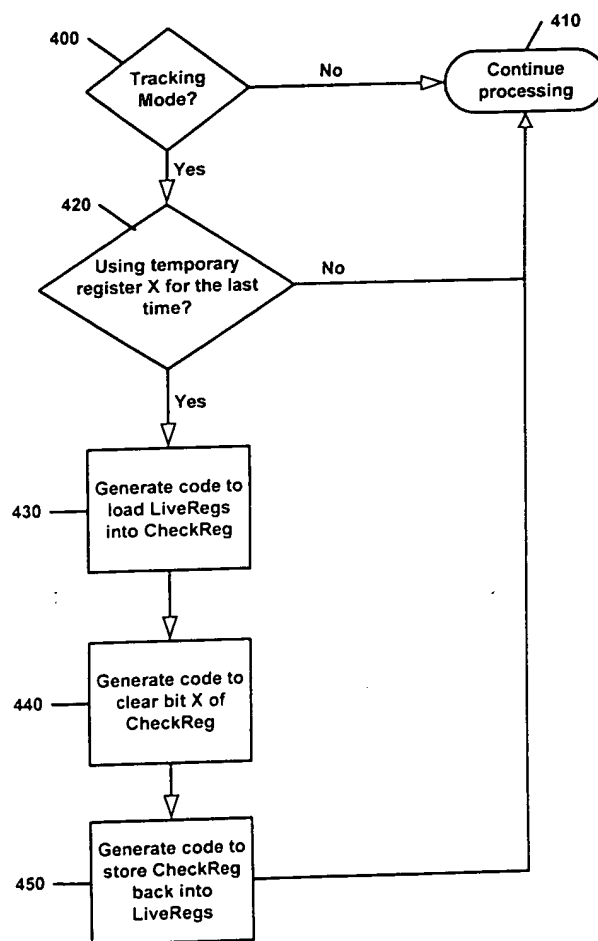 400
410
Tracking
Mode?
No
Continue
processing
Yes
420
Using temporary
register X for the last
time?
No
Yes
430
Generate code to
load LiveRegs
into CheckReg
440
Generate code to
clear bit X of
CheckReg
450
Generate code to
store CheckReg
back into
LiveRegs